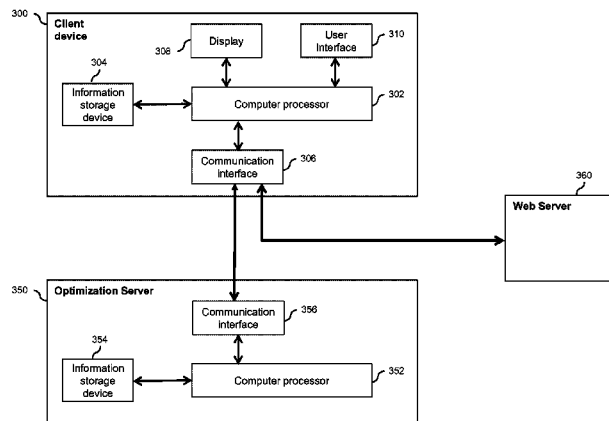 300
Client
device
308
Display
User
Interface
310
304
Information
storage
device
Computer processor
302
Communication
interface
306
360
Web Server
350
Optimization Server
Communication
interface
356
354
Information
storage
device
Computer processor
352